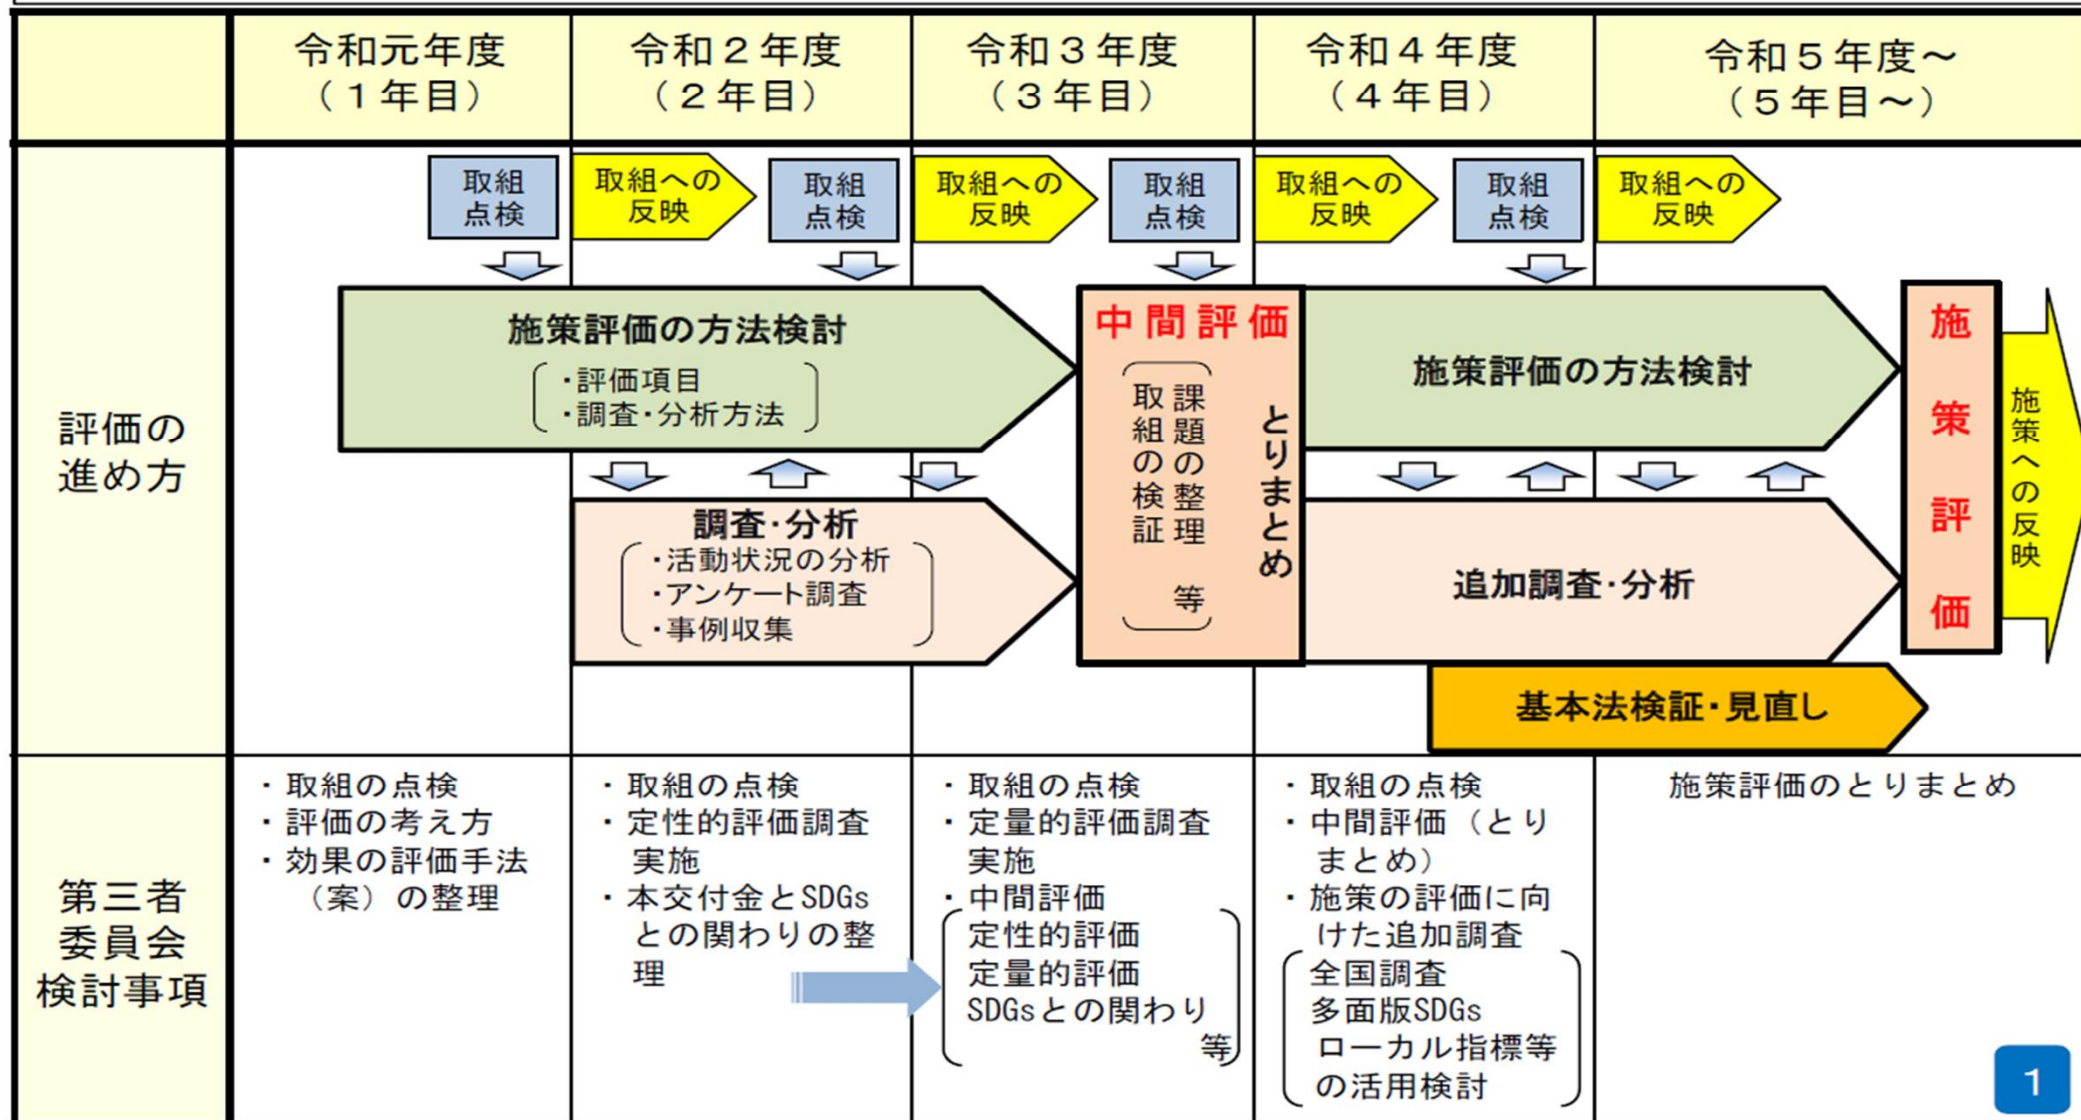 令和元年度
（１年目）
令和２年度
（２年目）
令和３年度
（３年目）
令和４年度
（４年目）
令和５年度～
（５年目～）
評価の
進め方
取組
点検
取組への
反映
取組
点検
取組への
反映
取組
点検
取組への
反映
取組
点検
取組への
反映
施策評価の方法検討
・評価項目
・調査・分析方法
調査・分析
・活動状況の分析
・アンケート調査
・事例収集
中間評価
とりまとめ
課題の整理 等
取組の検証
施策評価の方法検討
追加調査・分析
基本法検証・見直し
施策評価
施策への反映
第三者
委員会
検討事項
・取組の点検
・評価の考え方
・効果の評価手法
（案）の整理
・取組の点検
・定性的評価調査
実施
・本交付金とSDGs
との関わりの整
理
・取組の点検
・定量的評価調査
実施
・中間評価
定性的評価
定量的評価
SDGsとの関わり
等
・取組の点検
・中間評価（とり
まとめ）
・施策の評価に向
けた追加調査
全国調査
多面版SDGs
ローカル指標等
の活用検討
施策評価のとりまとめ
1